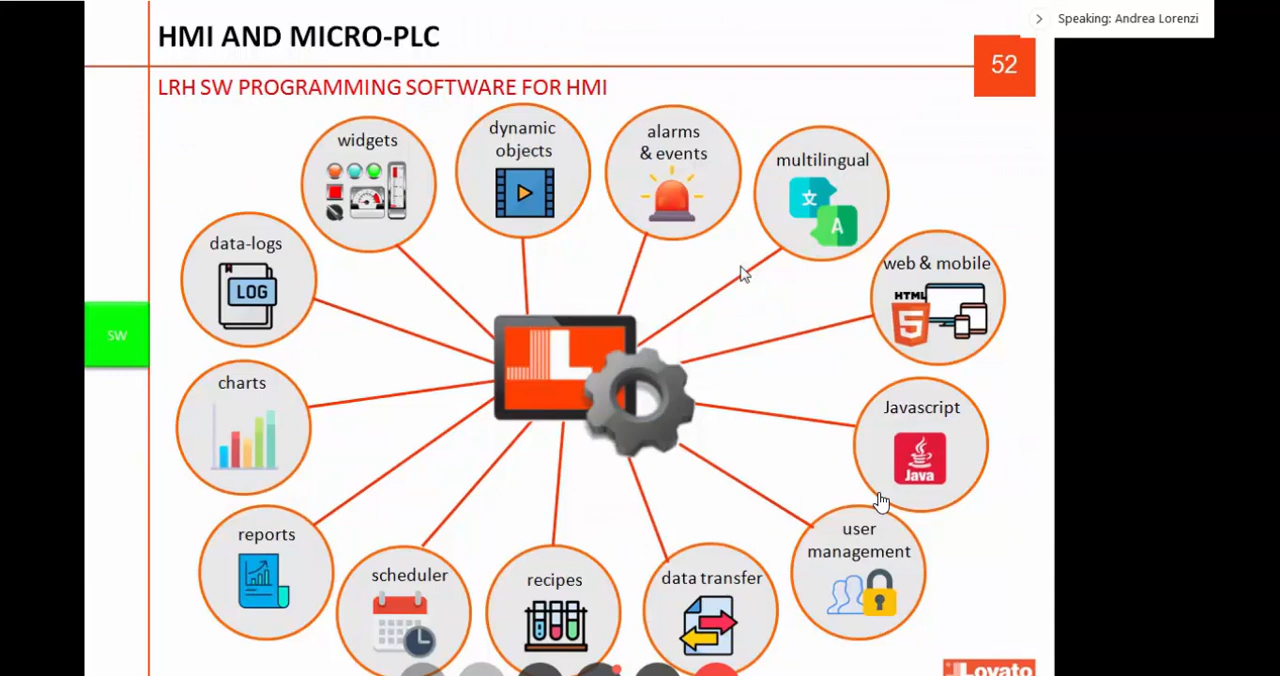 Speaking: Andrea Lorenzi
HMI AND MICRO-PLC
52
LRH SW PROGRAMMING SOFTWARE FOR HMI
widgets
dynamic
objects
alarms
& events
multilingual
文
A
data-logs
LOG
web & mobile
HTML
5
SW
charts
Javascript
Java
reports
user
management
scheduler
recipes
data transfer
Lovato